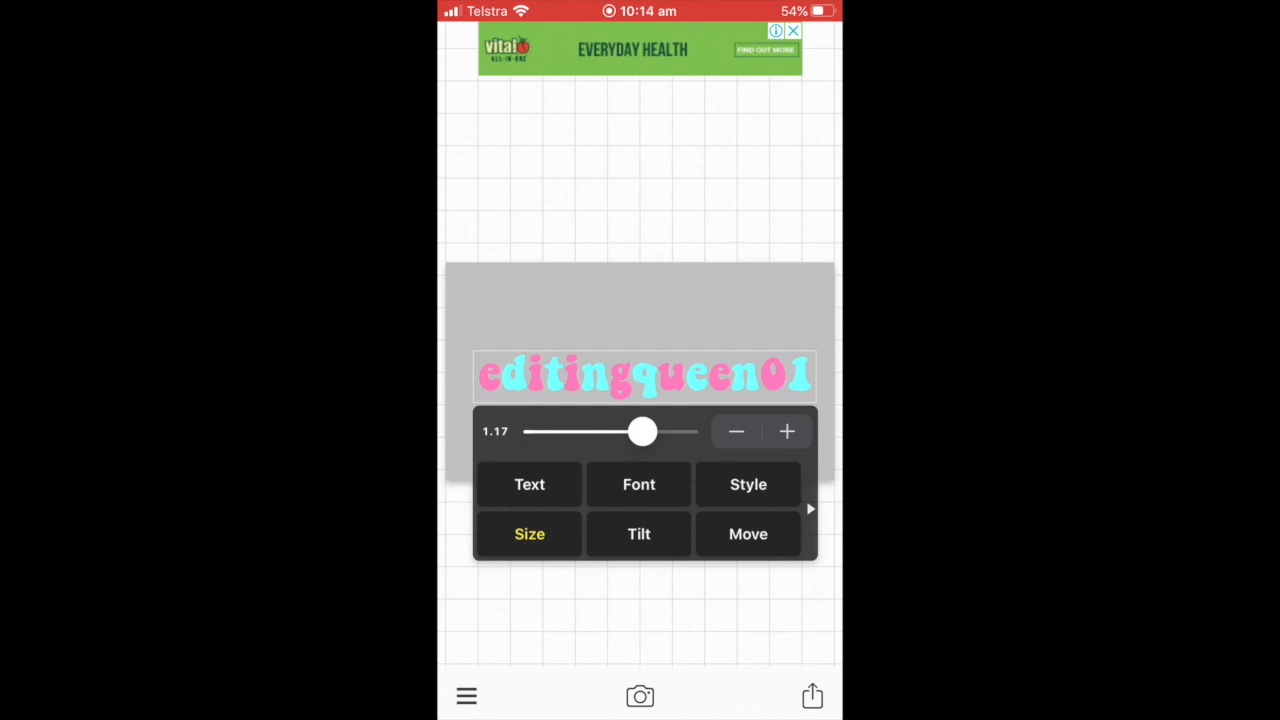 Telstra 10:14 am 54%
vital ALL-IN-ONE EVERYDAY HEALTH FIND OUT MORE
editingqueen01
1.17
Text Font Style
Size Tilt Move